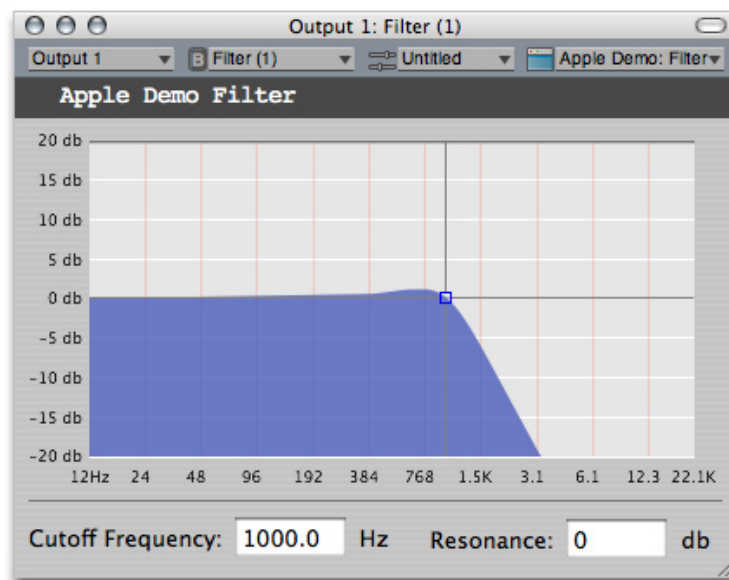 Output 1: Filter (1)
Output 1 B Filter (1) Untitled Apple Demo: Filter
Apple Demo Filter
20 db
15 db
10 db
5 db
0 db
-5 db
-10 db
-15 db
-20 db
12Hz 24 48 96 192 384 768 1.5K 3.1 6.1 12.3 22.1K
Cutoff Frequency: 1000.0 Hz Resonance: 0 db